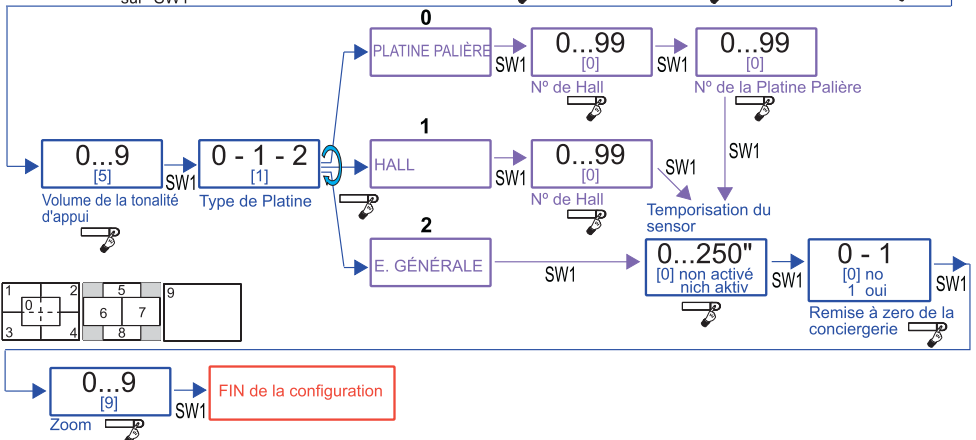 sur SW1
0
PLATINE PALIÈRE
SW1
0...99
[0]
Nº de Hall
SW1
0...99
[0]
Nº de la Platine Palière
SW1
0...9
[5]
Volume de la tonalité
d'appui
SW1
0 - 1 - 2
[1]
Type de Platine
1
HALL
SW1
0...99
[0]
Nº de Hall
SW1
2
E. GÉNÉRALE
SW1
Temporisation du
sensor
0...250"
[0] non activé
nich aktiv
SW1
0 - 1
[0] no
1 oui
Remise à zero de la
conciergerie
SW1
1 2
0
3 4
5
6 7
8
9
0...9
[9]
Zoom
SW1
FIN de la configuration